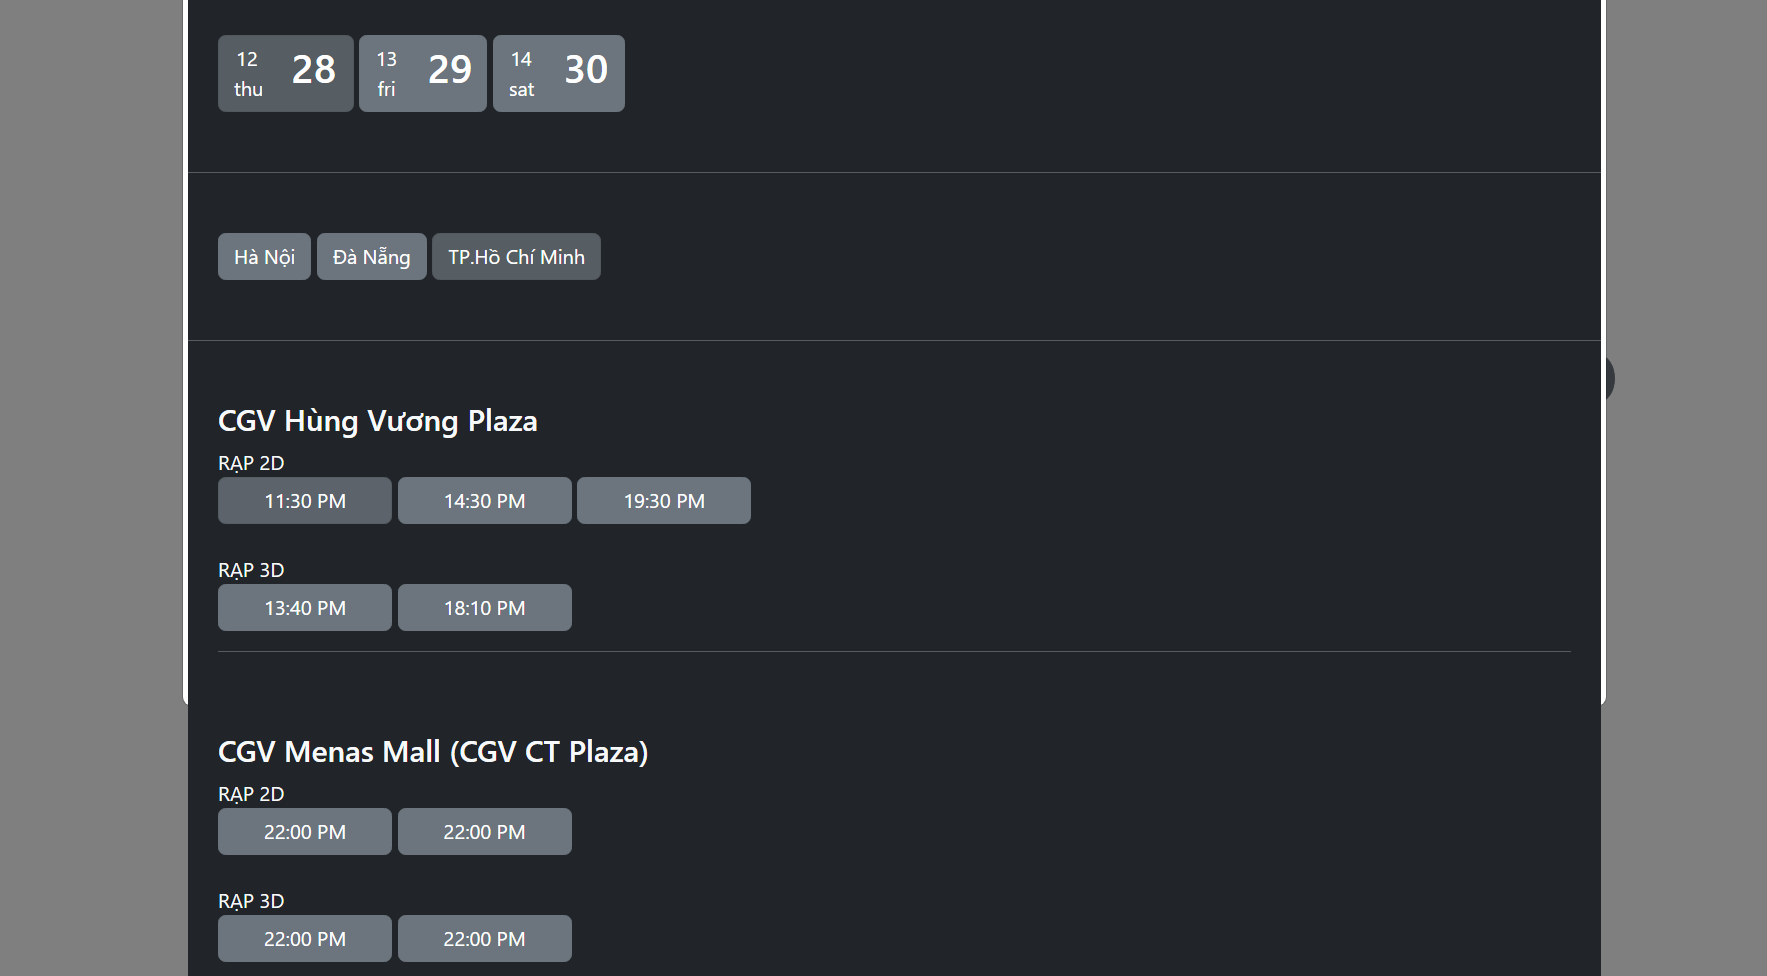 12 28 13 29 14 30
thu fri sat
Hà Nội Đà Nẵng TP.Hồ Chí Minh
CGV Hùng Vương Plaza
RẠP 2D
11:30 PM 14:30 PM 19:30 PM
RẠP 3D
13:40 PM 18:10 PM
CGV Menas Mall (CGV CT Plaza)
RẠP 2D
22:00 PM 22:00 PM
RẠP 3D
22:00 PM 22:00 PM